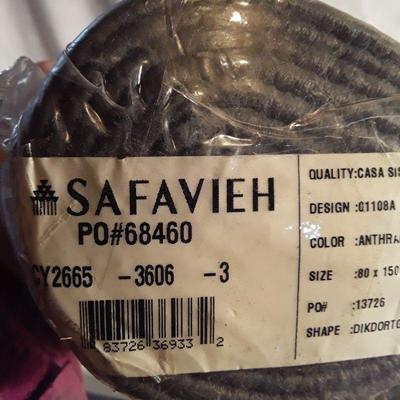 SAFAVIEH
PO#68460
CY2665 -3606 -3
83726 36933 2
QUALITY:CASA SIS
DESIGN :01108A
COLOR :ANTHRA
SIZE :80 x 150
PO# :13726
SHAPE :DIKDORTG